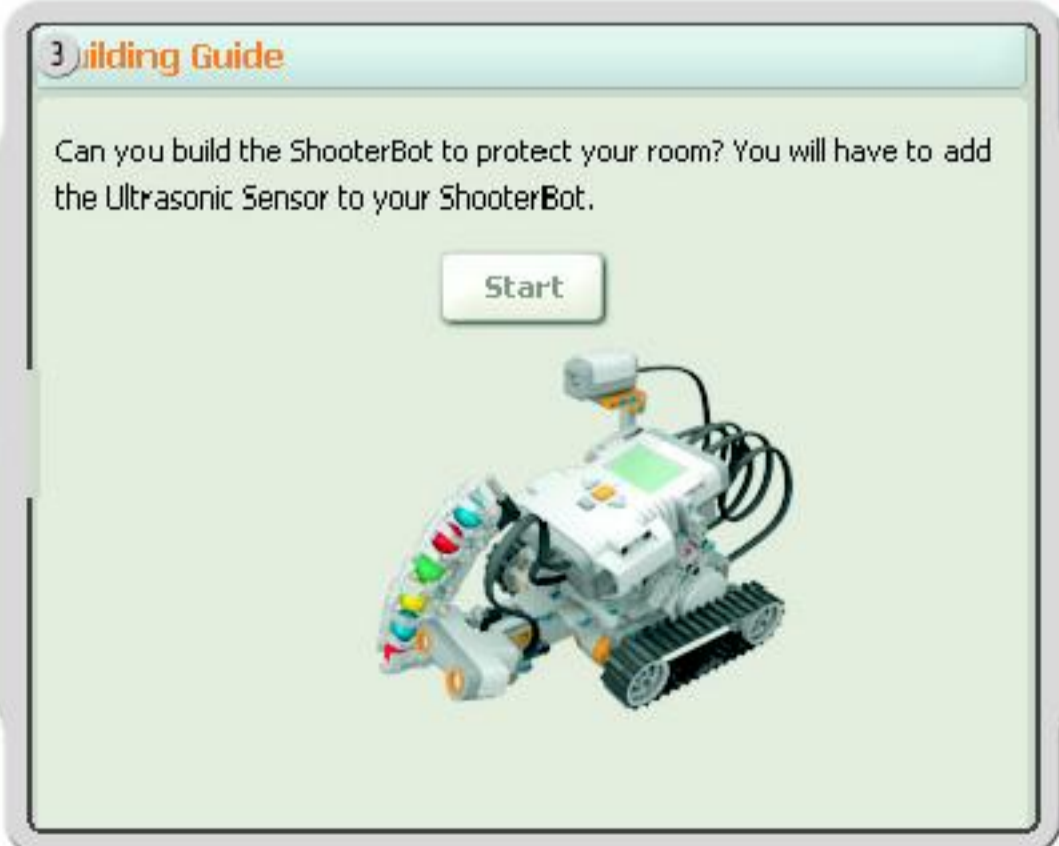 3 ilding Guide
Can you build the ShooterBot to protect your room? You will have to add
the Ultrasonic Sensor to your ShooterBot.
Start